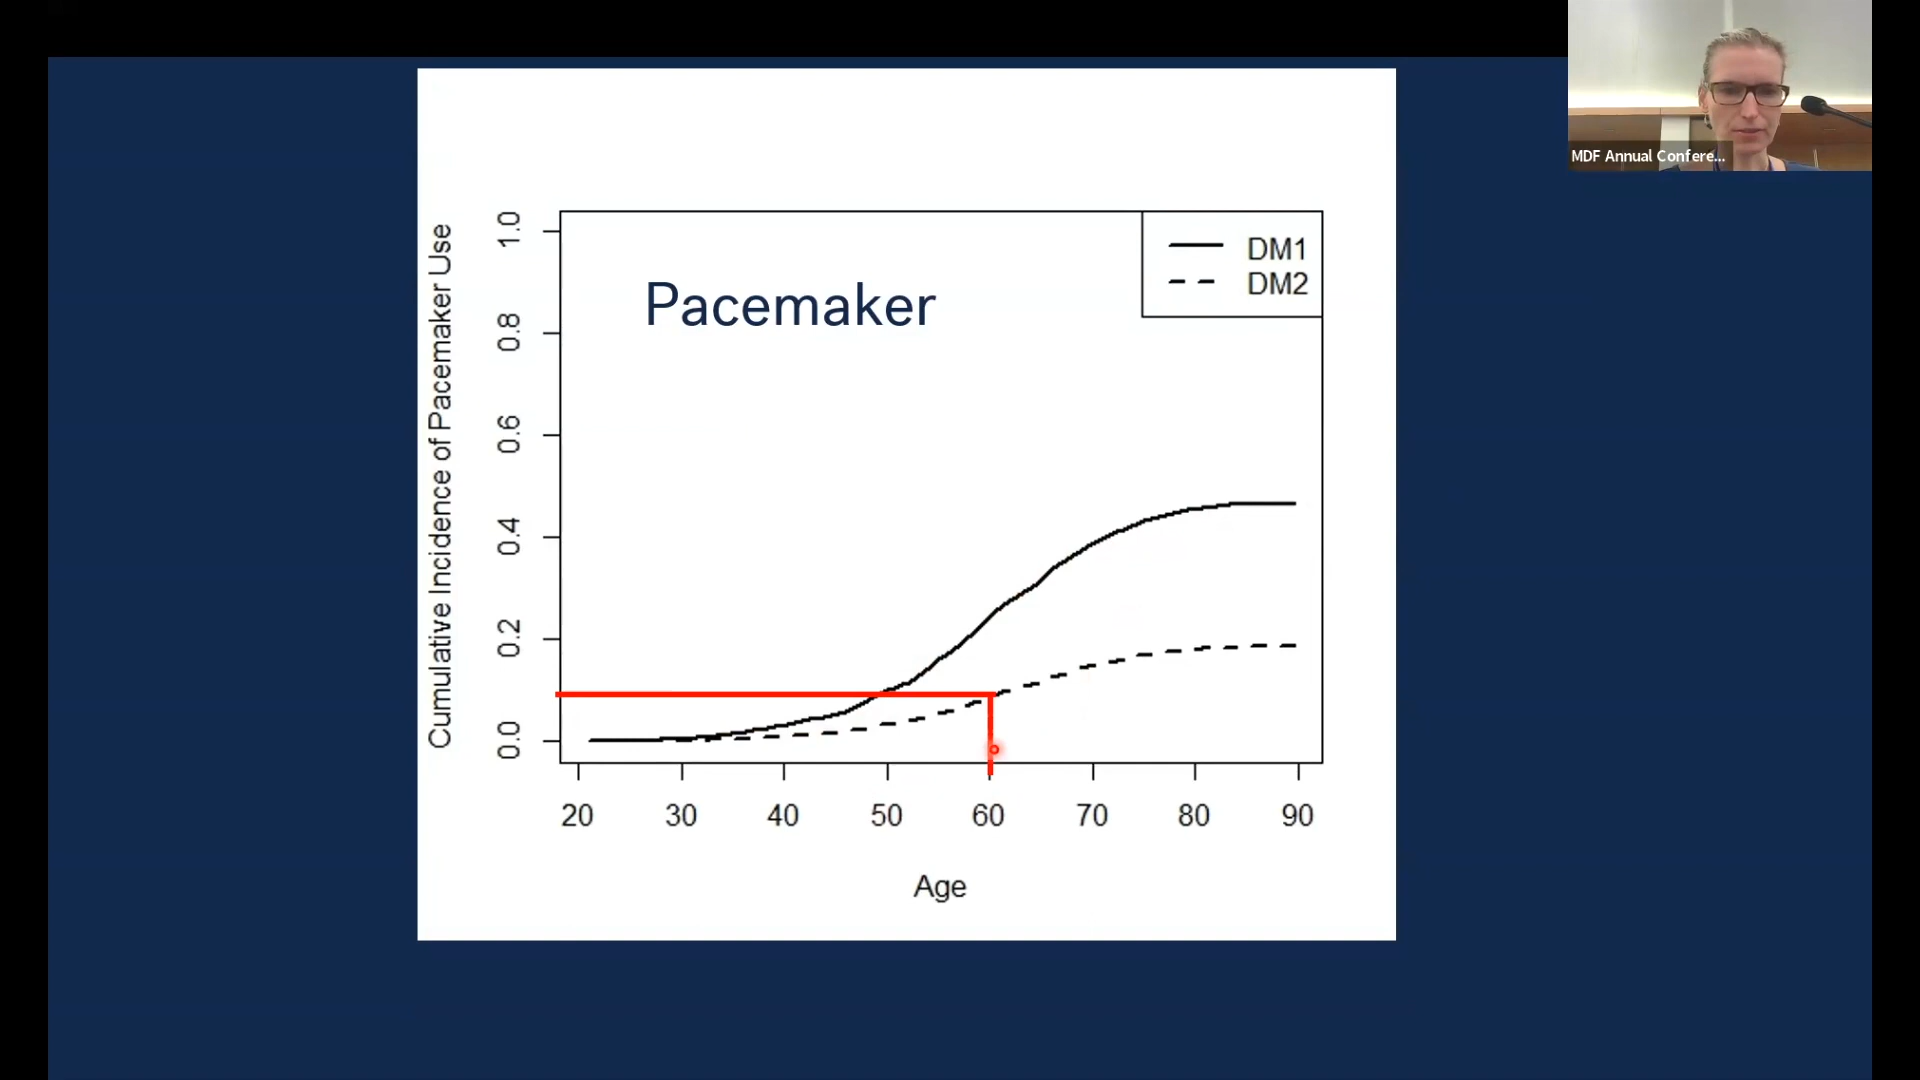 MDF Annual Confere...
DM1
DM2
Pacemaker
Cumulative Incidence of Pacemaker Use
1.0
0.8
0.6
0.4
0.2
0.0
20 30 40 50 60 70 80 90
Age